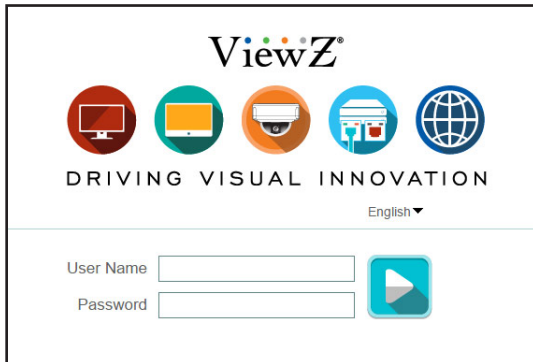 ViewZ®
DRIVING VISUAL INNOVATION
English
User Name
Password